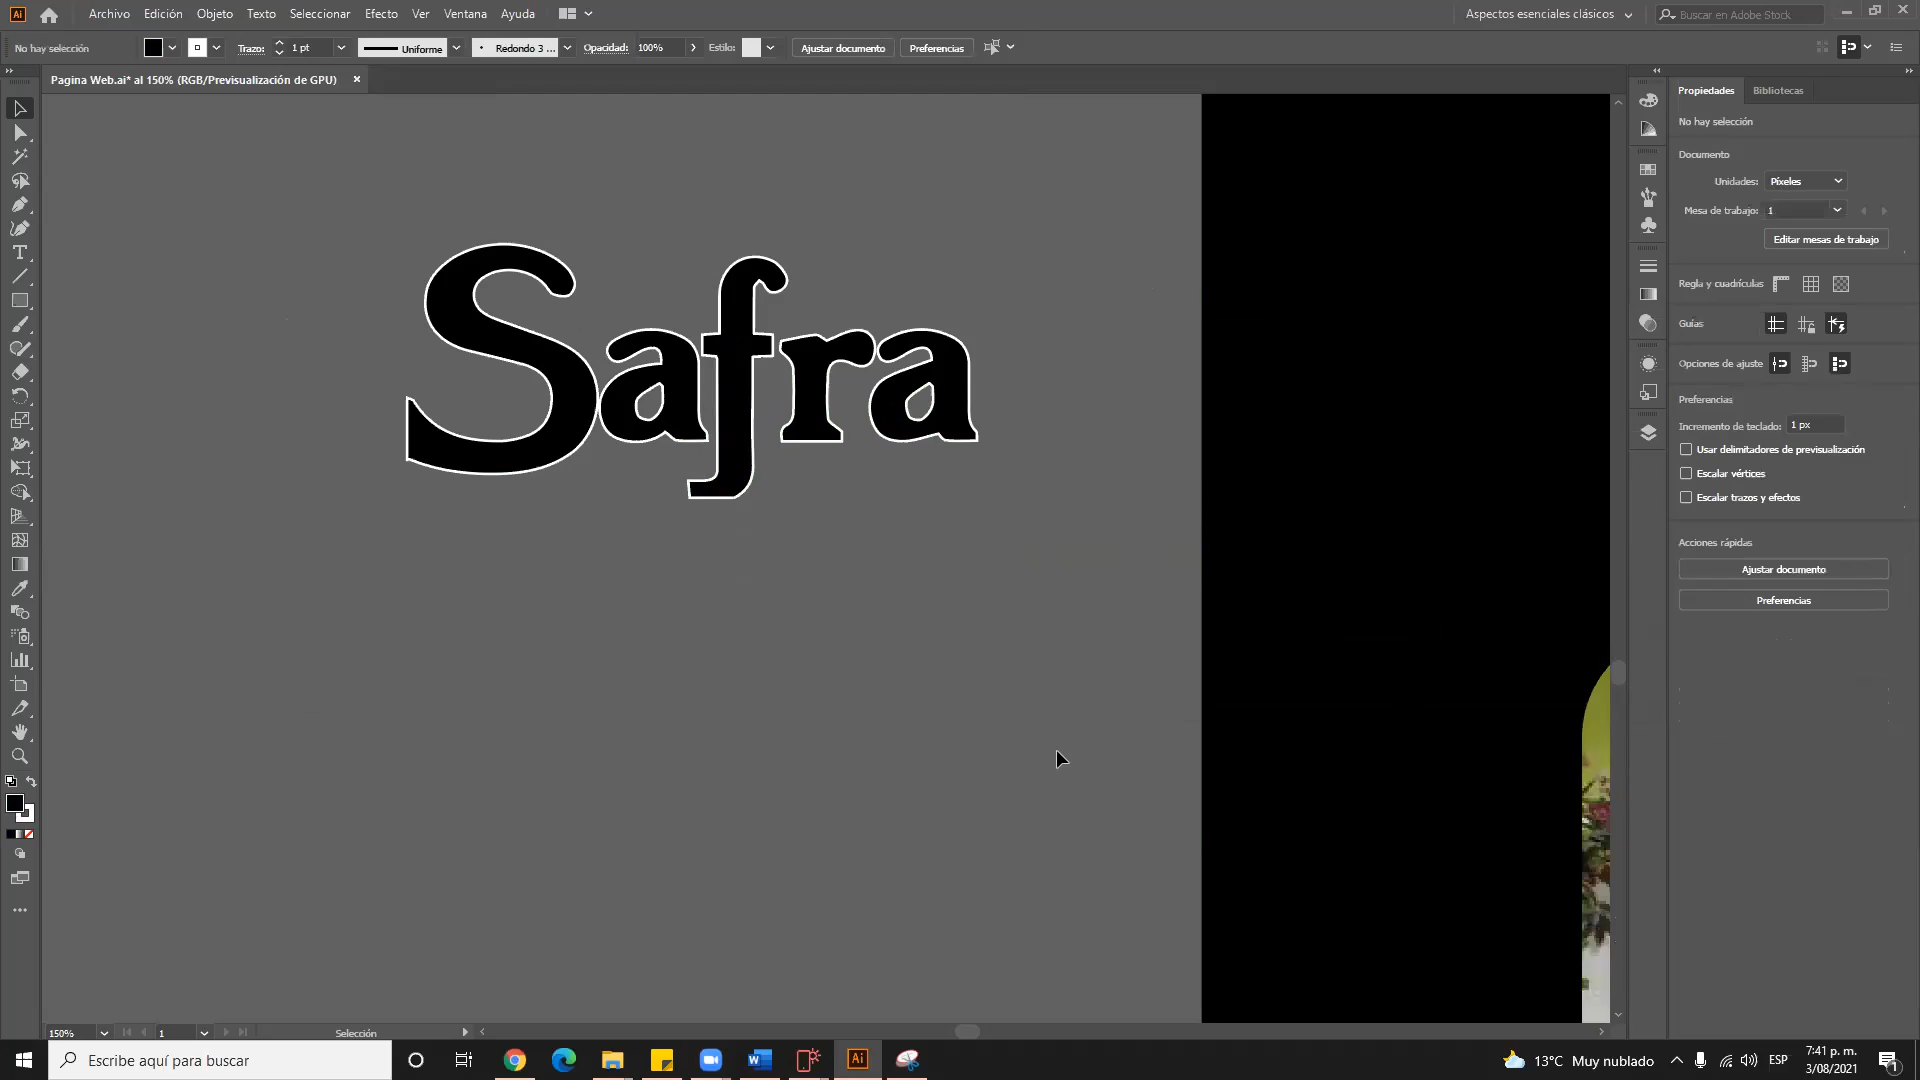 Ai Archivo Edición Objeto Texto Seleccionar Efecto Ver Ventana Ayuda Aspectos esenciales clásicos Buscar en Adobe Stock
No hay selección Trazo: 1 pt Uniforme Redondo 3 ... Opacidad: 100% Estilo: Ajustar documento Preferencias
Pagina Web.ai* al 150% (RGB/Previsualización de GPU)
Propiedades Bibliotecas
No hay selección
Documento
Unidades: Píxeles
Mesa de trabajo: 1
Editar mesas de trabajo
Regla y cuadrículas
Guías
Opciones de ajuste
Preferencias
Incremento de teclado: 1 px
Usar delimitadores de previsualización
Escalar vértices
Escalar trazos y efectos
Acciones rápidas
Ajustar documento
Preferencias
Safra
150% 1 Selección
Escribe aquí para buscar
W
Ai
13°C Muy nublado
ESP
7:41 p. m.
3/08/2021
1